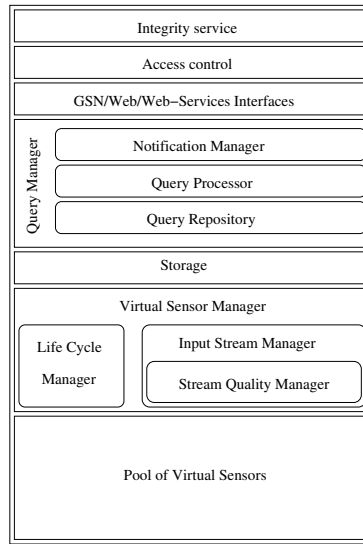 Integrity service
Access control
GSN/Web/Web−Services Interfaces
Query Manager
Notification Manager
Query Processor
Query Repository
Storage
Virtual Sensor Manager
Life Cycle
Manager
Input Stream Manager
Stream Quality Manager
Pool of Virtual Sensors